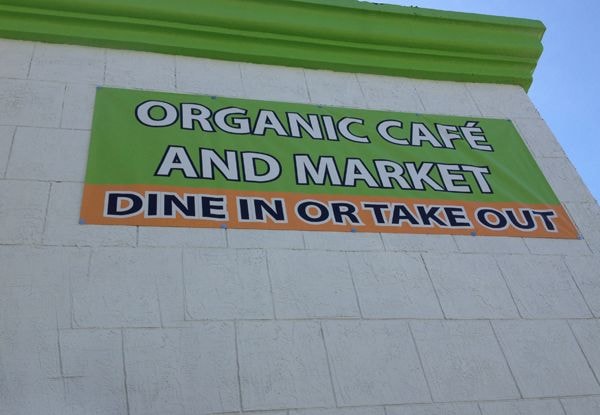 ORGANIC CAFÉ
AND MARKET
DINE IN OR TAKE OUT